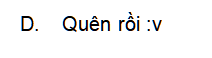 D. Quên rồi :v